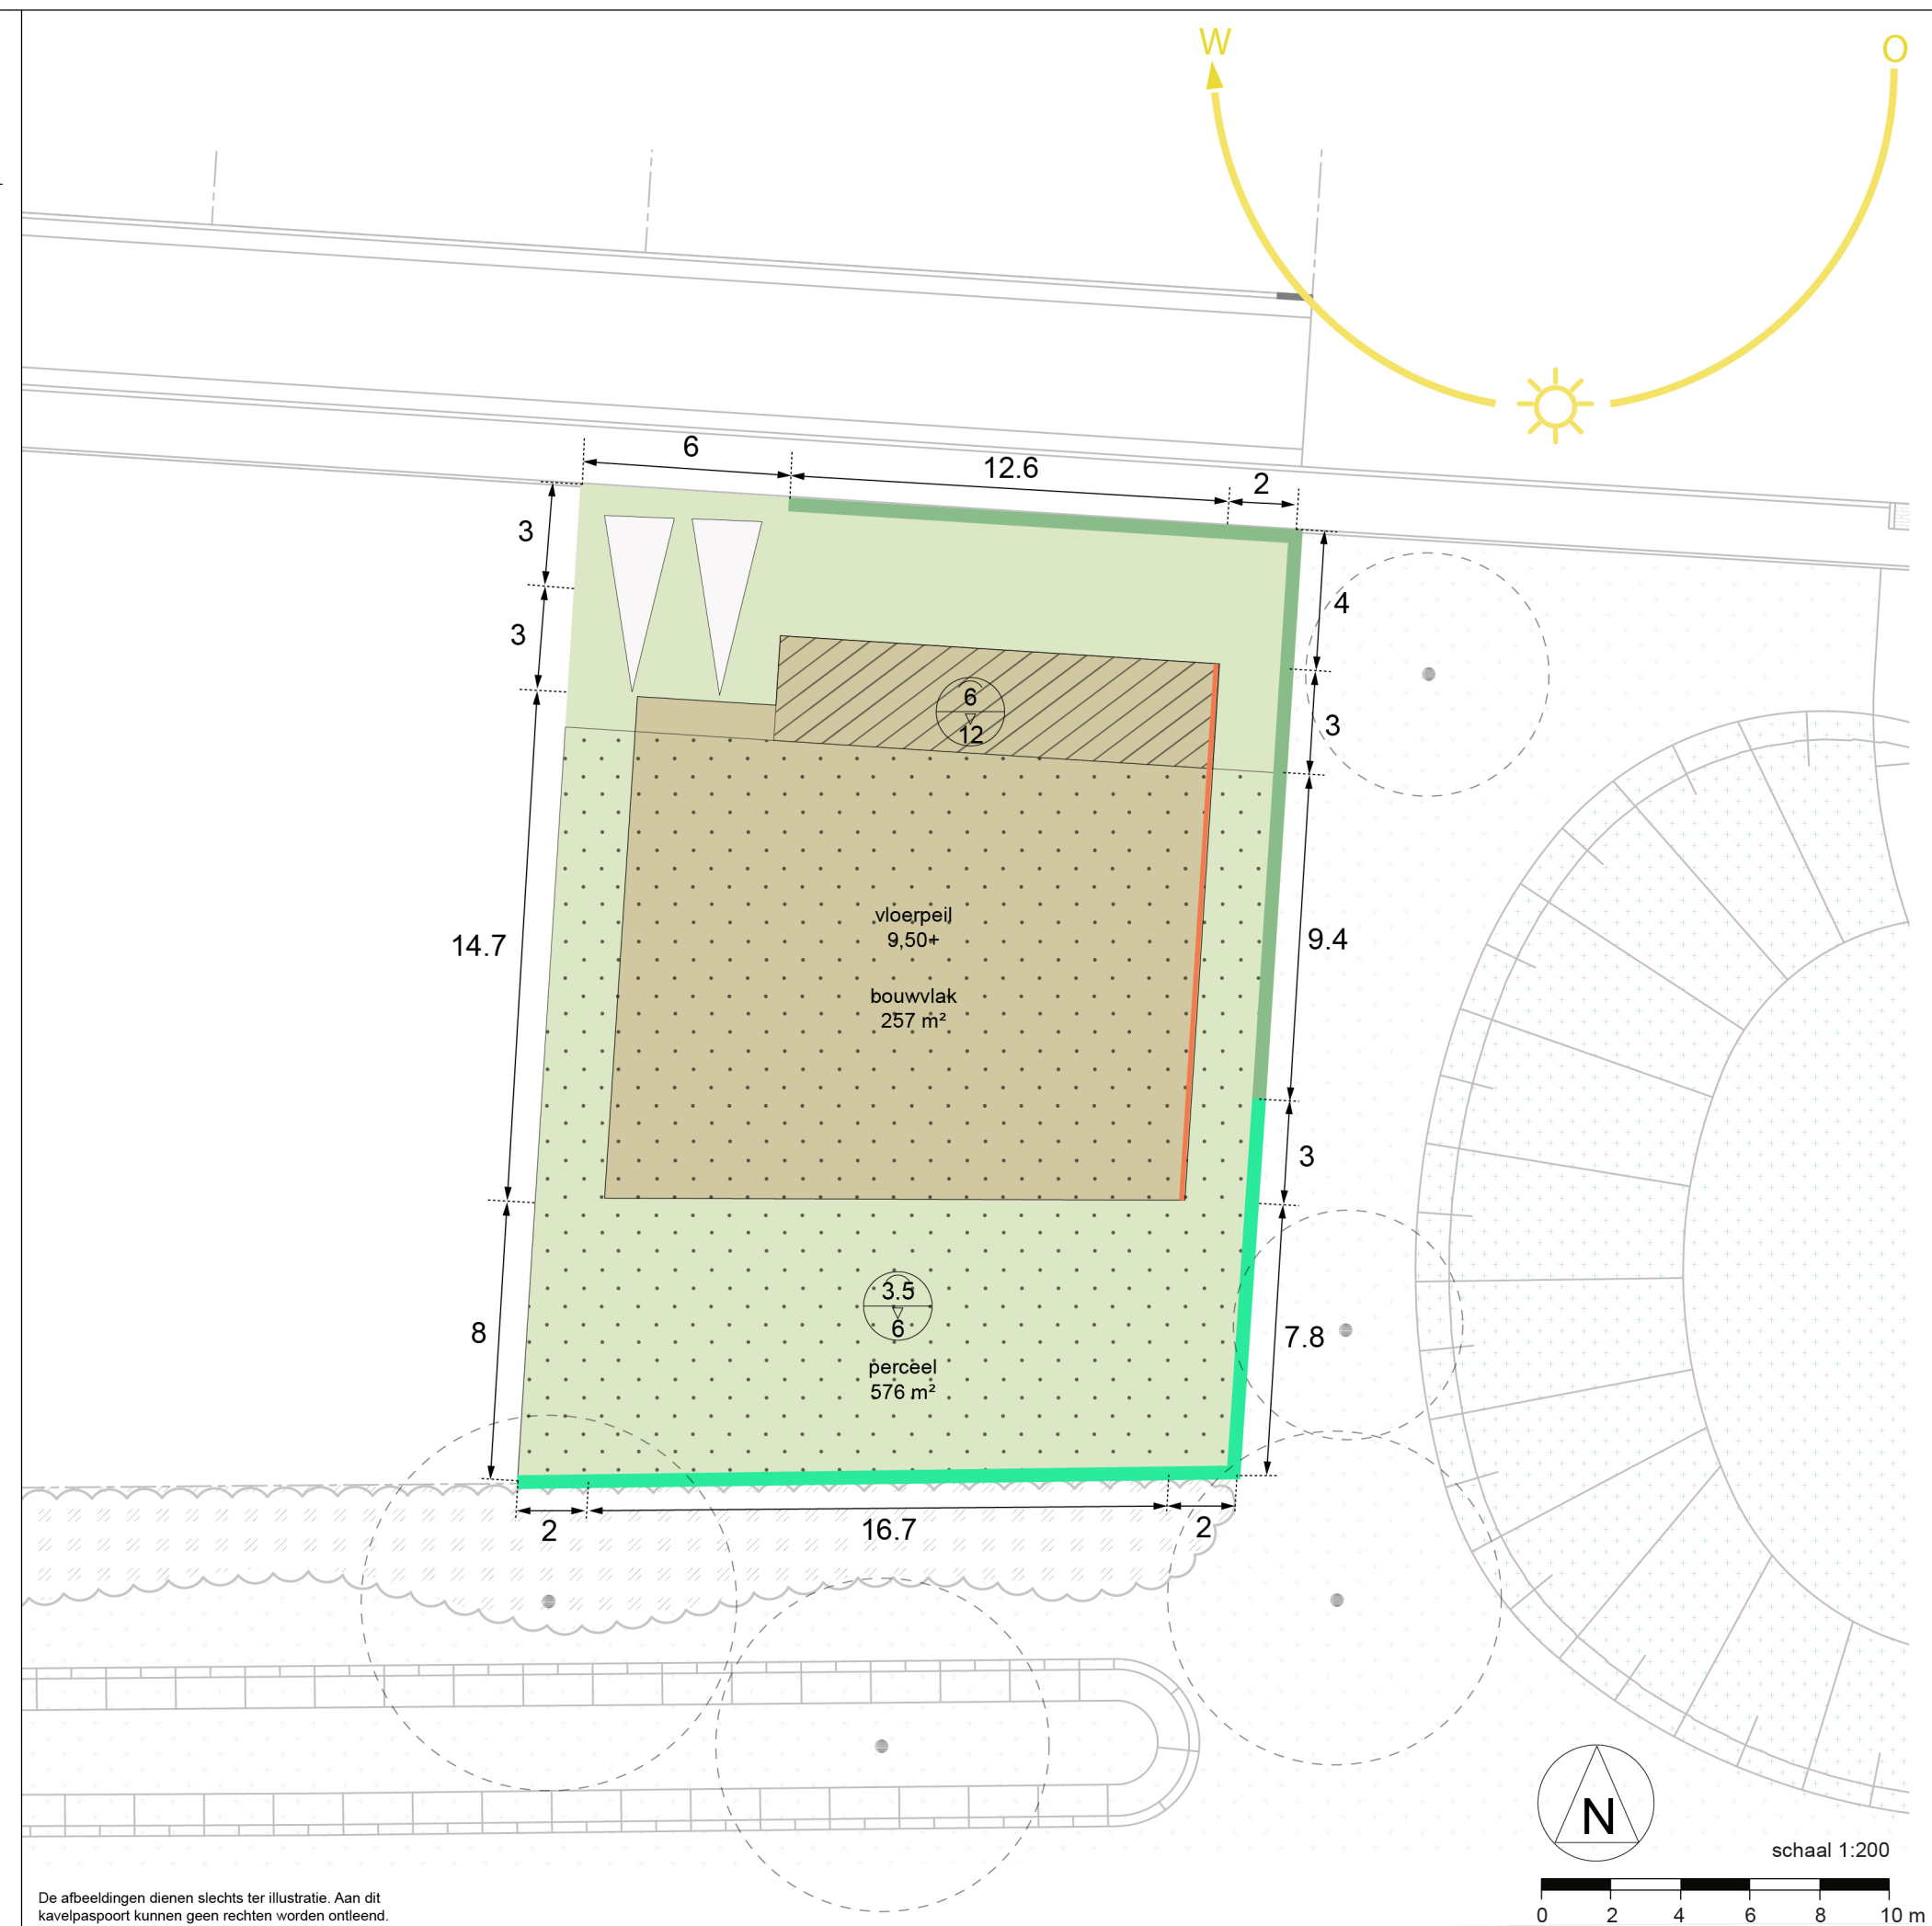 W
O
6
12.6
2
3
3
4
3
6
12
vloerpeil
9,50+
bouwvlak
257 m²
14.7
9.4
3
8
3.5
6
7.8
perceel
576 m²
2
16.7
2
N
schaal 1:200
0 2 4 6 8 10 m
De afbeeldingen dienen slechts ter illustratie. Aan dit
kavelpaspoort kunnen geen rechten worden ontleend.